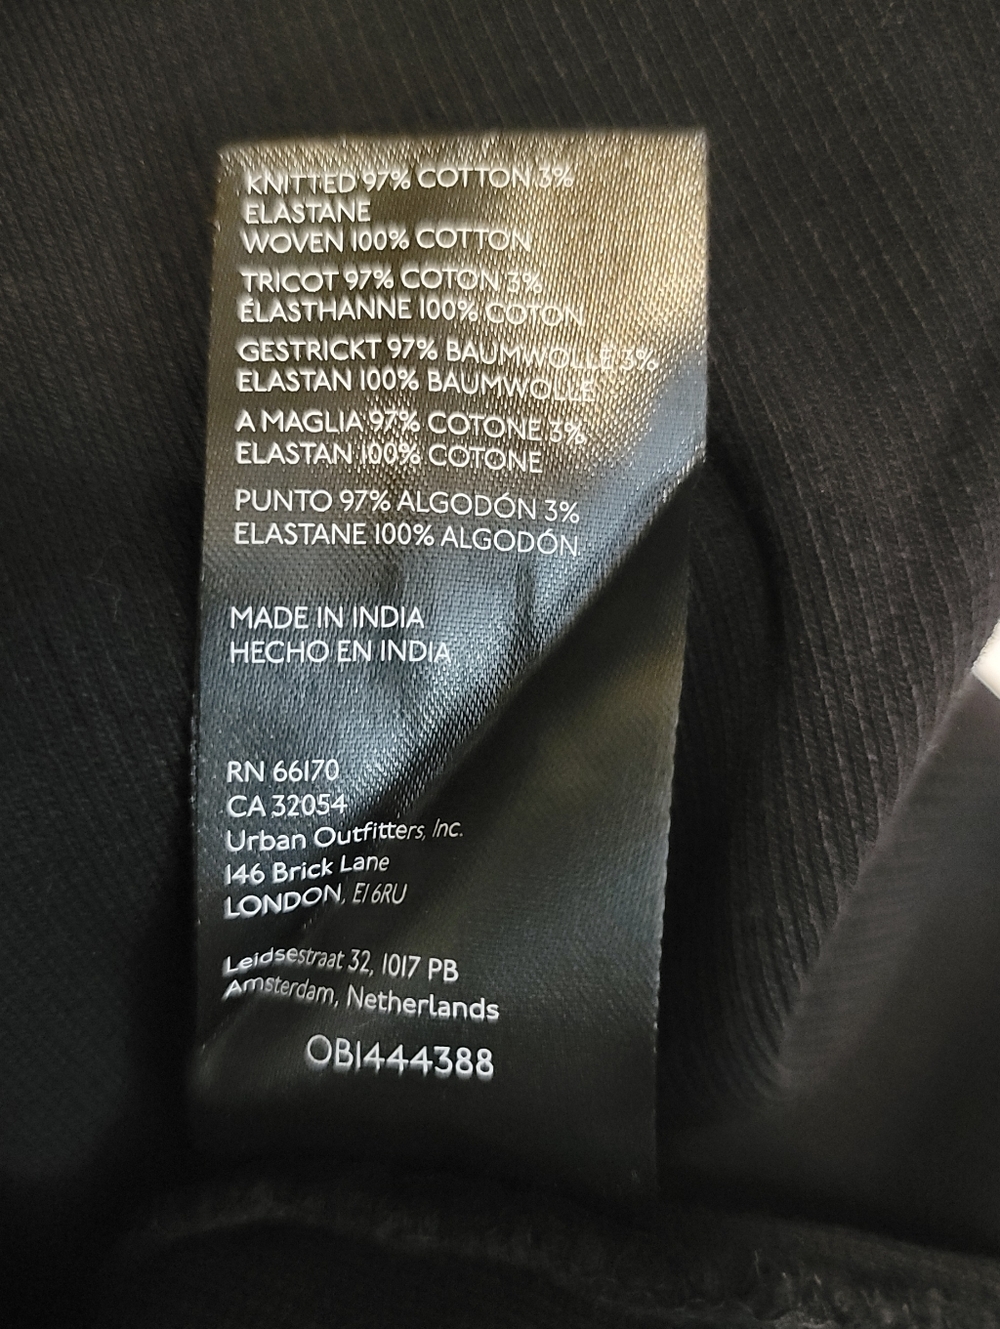 KNITTED 97% COTTON 3%
ELASTANE
WOVEN 100% COTTON
TRICOT 97% COTON 3%
ÉLASTHANNE 100% COTON
GESTRICKT 97% BAUMWOLLE 3%
ELASTAN 100% BAUMWOLLE
A MAGLIA 97% COTONE 3%
ELASTAN 100% COTONE
PUNTO 97% ALGODÓN 3%
ELASTANE 100% ALGODÓN
MADE IN INDIA
HECHO EN INDIA
RN 66170
CA 32054
Urban Outfitters, Inc.
146 Brick Lane
LONDON, E1 6RU
Leidsestraat 32, 1017 PB
Amsterdam, Netherlands
OB1444388